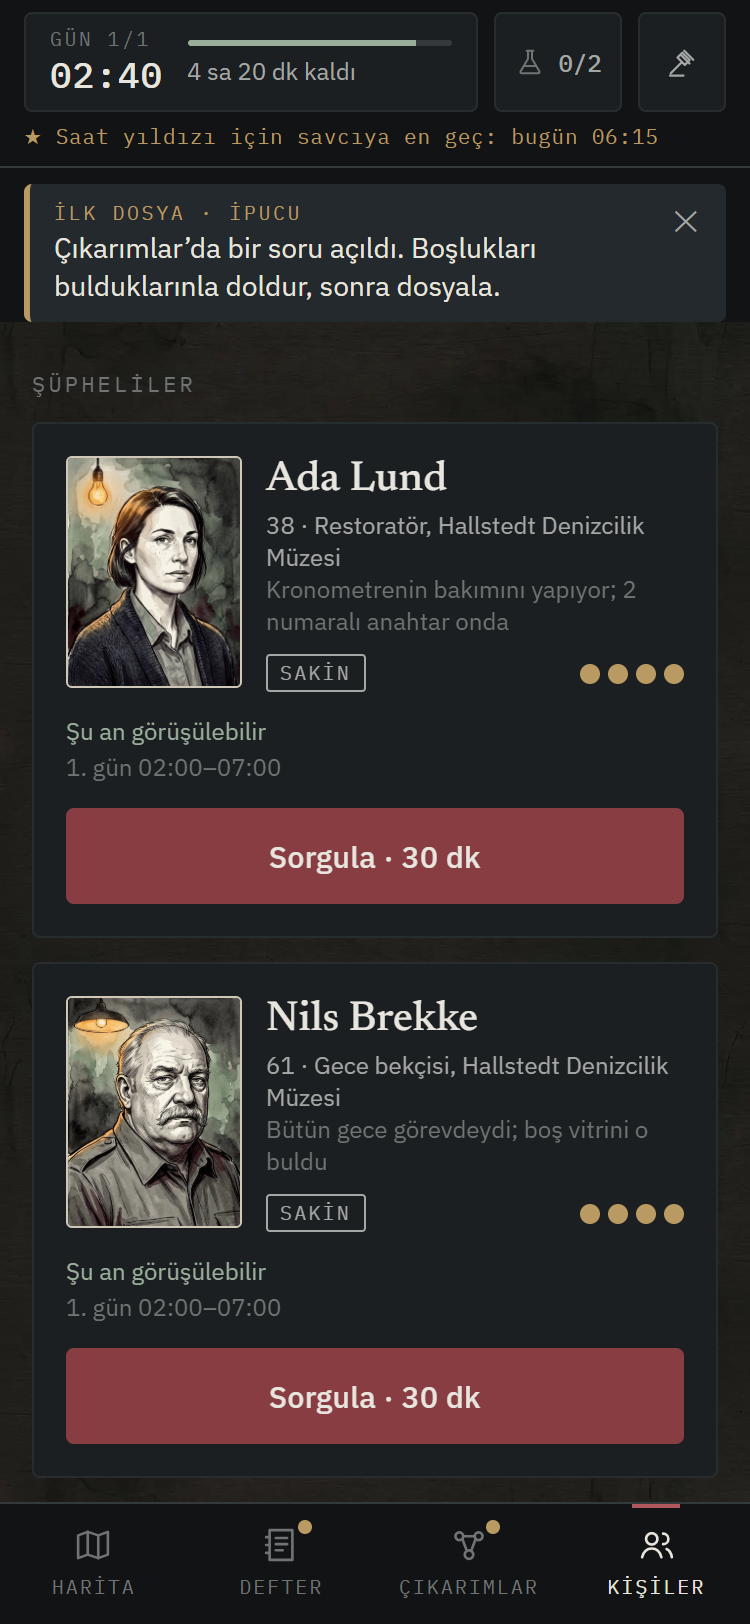 GÜN 1/1
02:40
4 sa 20 dk kaldı
0/2
★ Saat yıldızı için savcıya en geç: bugün 06:15
İLK DOSYA · İPUCU
Çıkarımlar’da bir soru açıldı. Boşlukları
bulduklarınla doldur, sonra dosyala.
ŞÜPHELİLER
Ada Lund
38 · Restoratör, Hallstedt Denizcilik
Müzesi
Kronometrenin bakımını yapıyor; 2
numaralı anahtar onda
SAKİN
Şu an görüşülebilir
1. gün 02:00–07:00
Sorgula · 30 dk
Nils Brekke
61 · Gece bekçisi, Hallstedt Denizcilik
Müzesi
Bütün gece görevdeydi; boş vitrini o
buldu
SAKİN
Şu an görüşülebilir
1. gün 02:00–07:00
Sorgula · 30 dk
HARİTA
DEFTER
ÇIKARIMLAR
KİŞİLER